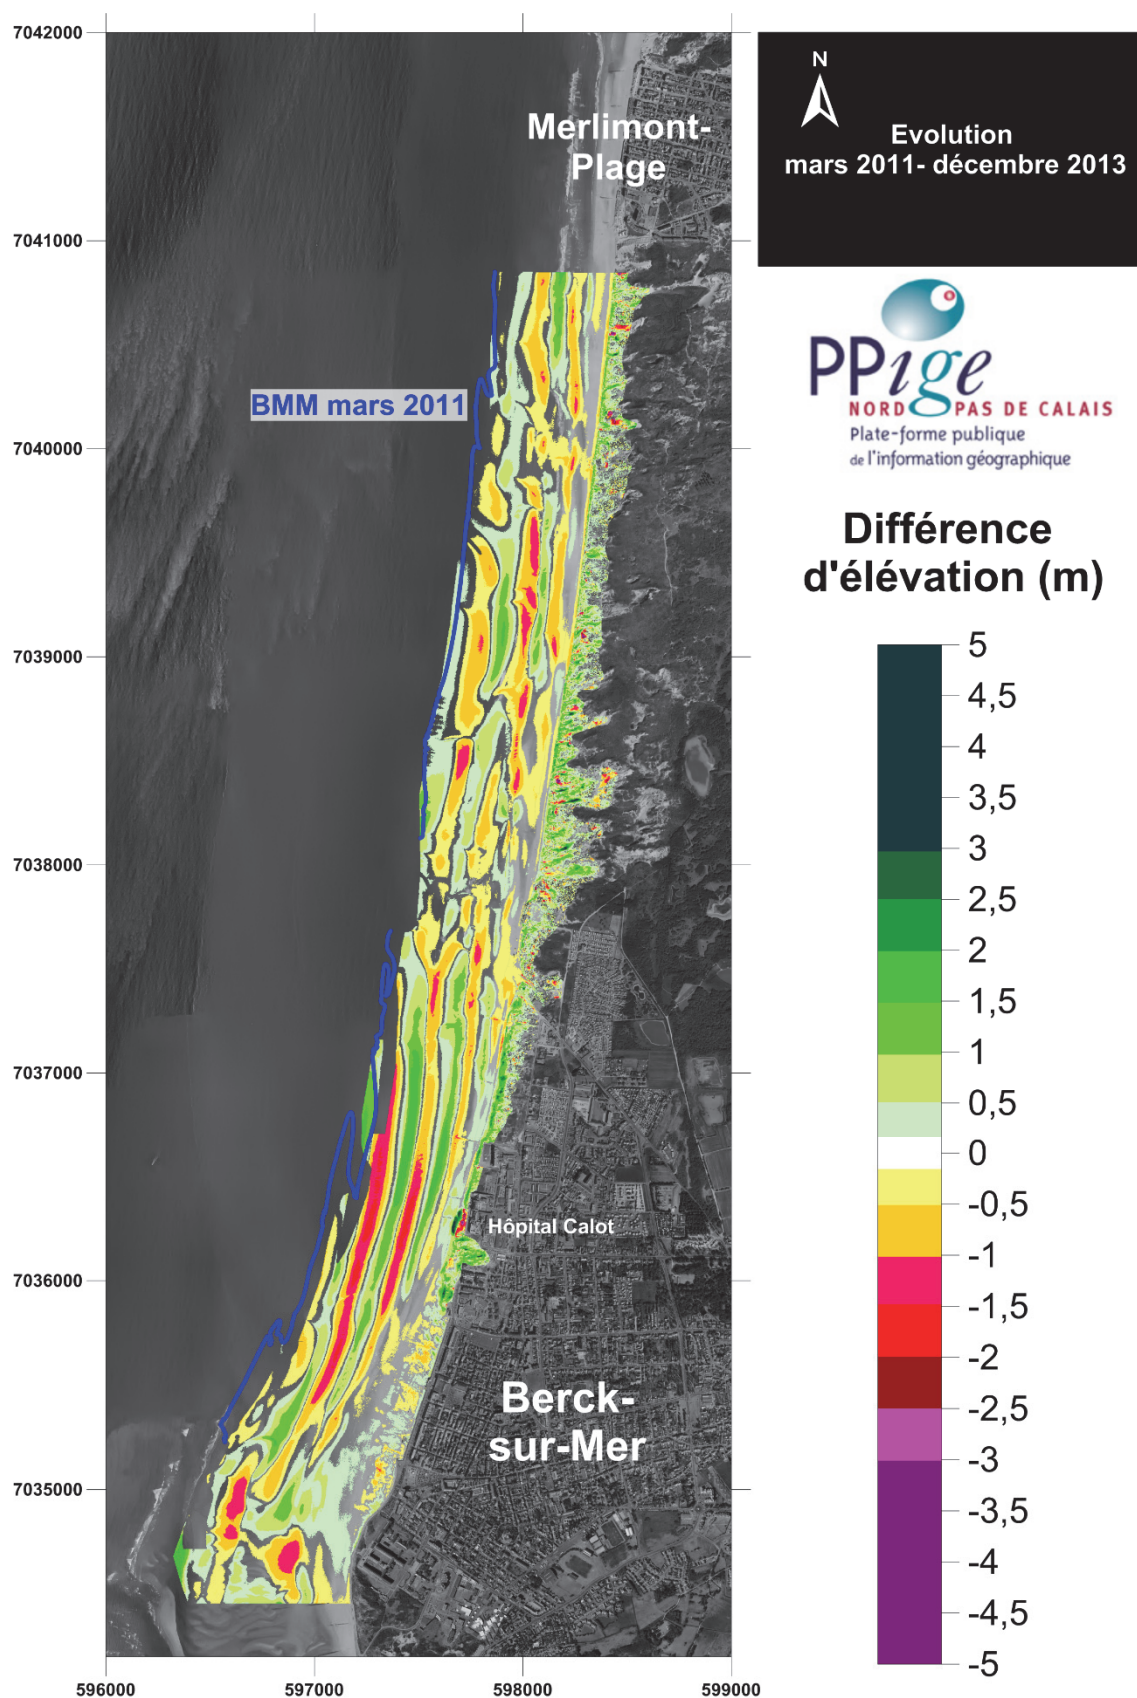 7042000
7041000
7040000
7039000
7038000
7037000
7036000
7035000
596000
597000
598000
599000
Merlimont-
Plage
BMM mars 2011
Hôpital Calot
Berck-
sur-Mer
N
Evolution
mars 2011- décembre 2013
PPige
NORD PAS DE CALAIS
Plate-forme publique
de l'information géographique
Différence
d'élévation (m)
5
4,5
4
3,5
3
2,5
2
1,5
1
0,5
0
-0,5
-1
-1,5
-2
-2,5
-3
-3,5
-4
-4,5
-5